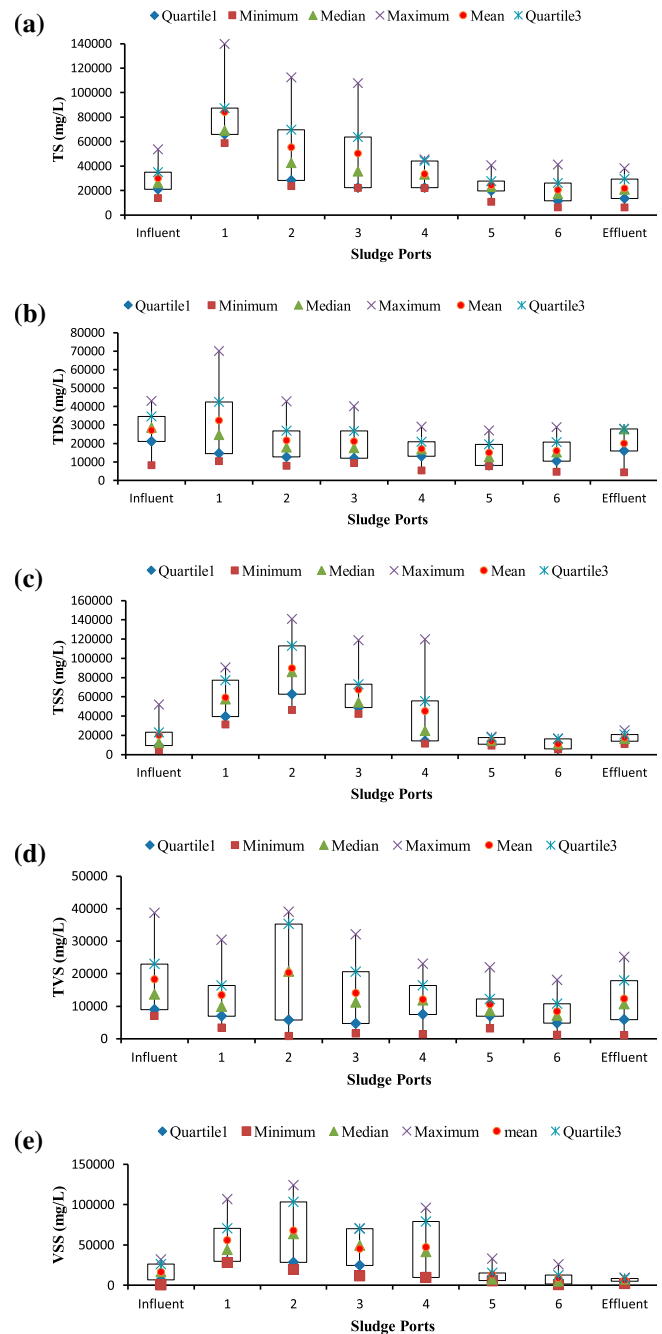 (a)
Quartile1 Minimum Median Maximum Mean Quartile3
TS (mg/L)
140000
120000
100000
80000
60000
40000
20000
0
Influent 1 2 3 4 5 6 Effluent
Sludge Ports
(b)
Quartile1 Minimum Median Maximum Mean Quartile3
TDS (mg/L)
80000
70000
60000
50000
40000
30000
20000
10000
0
Influent 1 2 3 4 5 6 Effluent
Sludge Ports
(c)
Quartile1 Minimum Median Maximum Mean Quartile3
TSS (mg/L)
160000
140000
120000
100000
80000
60000
40000
20000
0
Influent 1 2 3 4 5 6 Effluent
Sludge Ports
(d)
Quartile1 Minimum Median Maximum Mean Quartile3
TVS (mg/L)
50000
40000
30000
20000
10000
0
Influent 1 2 3 4 5 6 Effluent
Sludge Ports
(e)
Quartile1 Minimum Median Maximum mean Quartile3
VSS (mg/L)
150000
100000
50000
0
Influent 1 2 3 4 5 6 Effluent
Sludge Ports